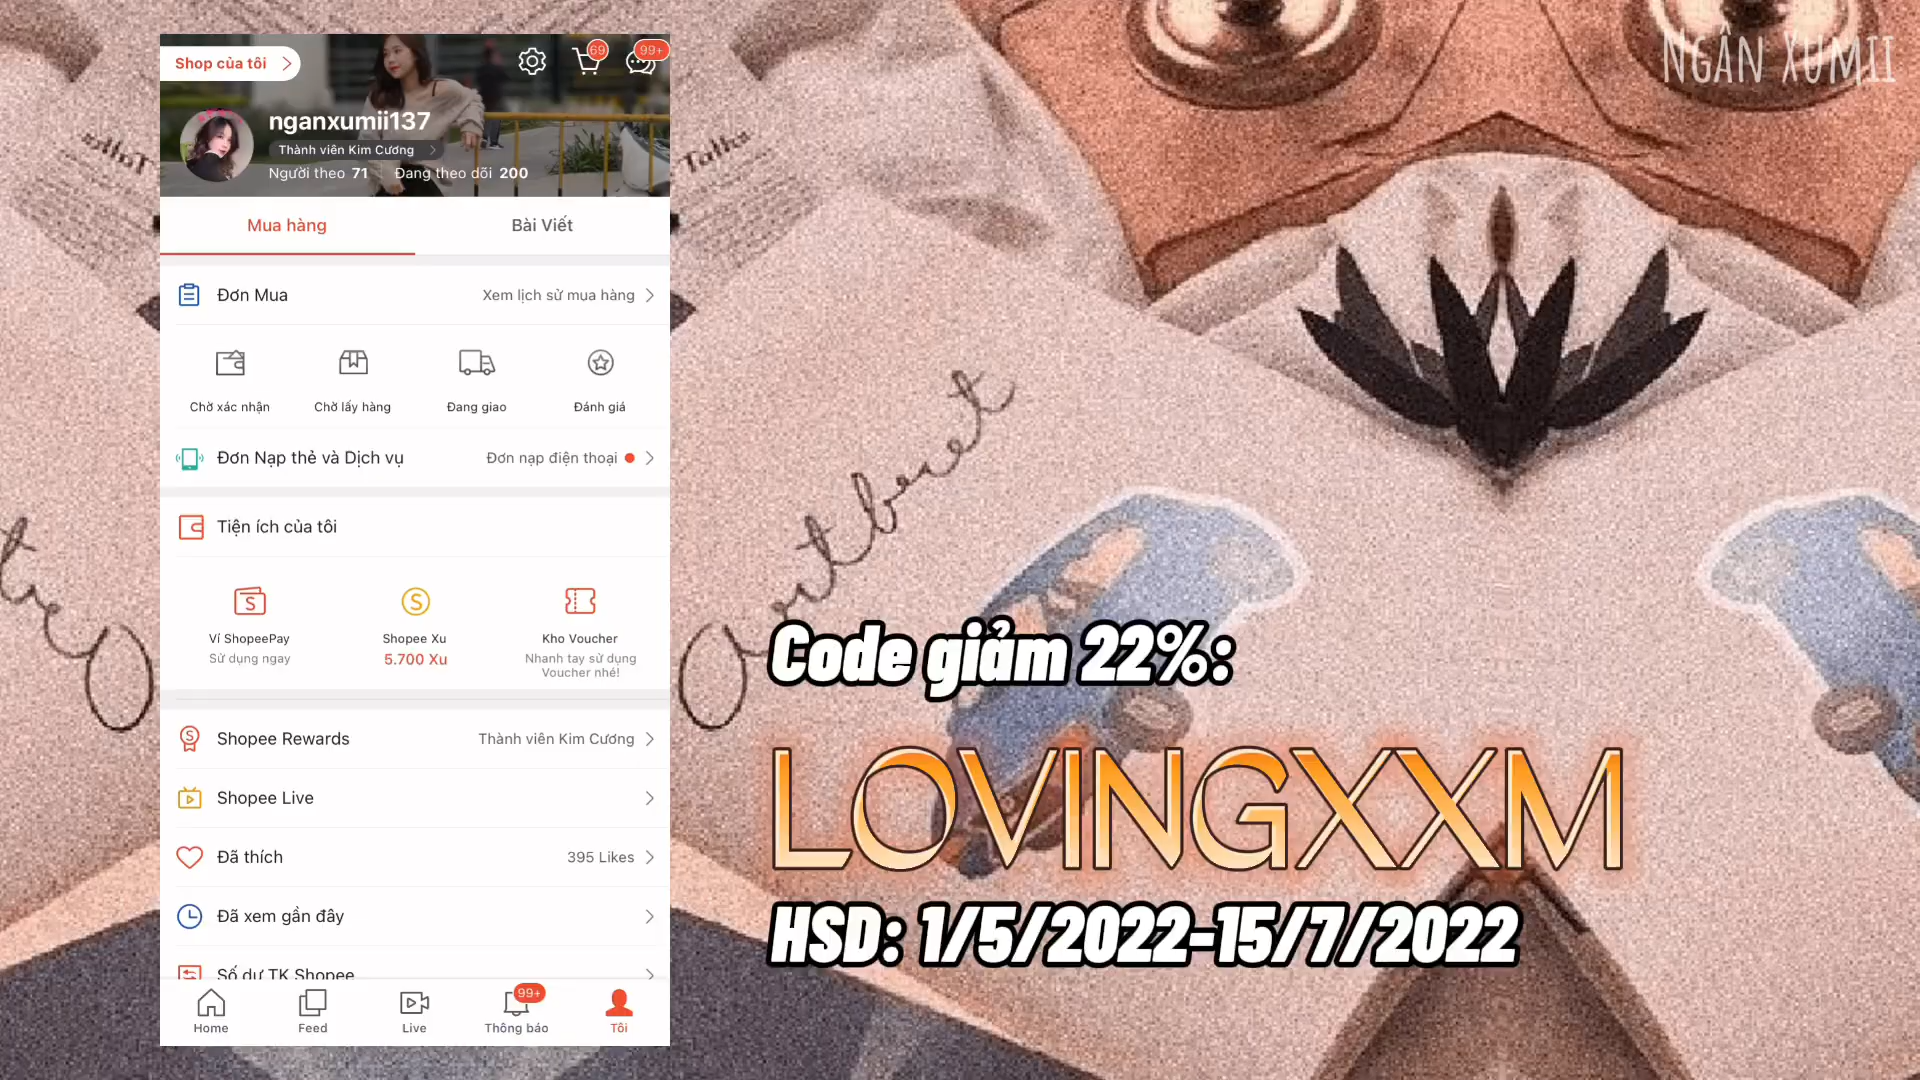 Shop của tôi
69
99+
nganxumii137
Thành viên Kim Cương
Người theo 71 Đang theo dõi 200
Mua hàng
Bài Viết
Đơn Mua
Xem lịch sử mua hàng
Chờ xác nhận
Chờ lấy hàng
Đang giao
Đánh giá
Đơn Nạp thẻ và Dịch vụ
Đơn nạp điện thoại
Tiện ích của tôi
Ví ShopeePay
Sử dụng ngay
Shopee Xu
5.700 Xu
Kho Voucher
Nhanh tay sử dụng
Voucher nhé!
Shopee Rewards
Thành viên Kim Cương
Shopee Live
Đã thích
395 Likes
Đã xem gần đây
Số dư TK Shopee
Home
Feed
Live
99+
Thông báo
Tôi
Ngân Xumii
Code giảm 22%:
LOVINGXXM
HSD: 1/5/2022-15/7/2022